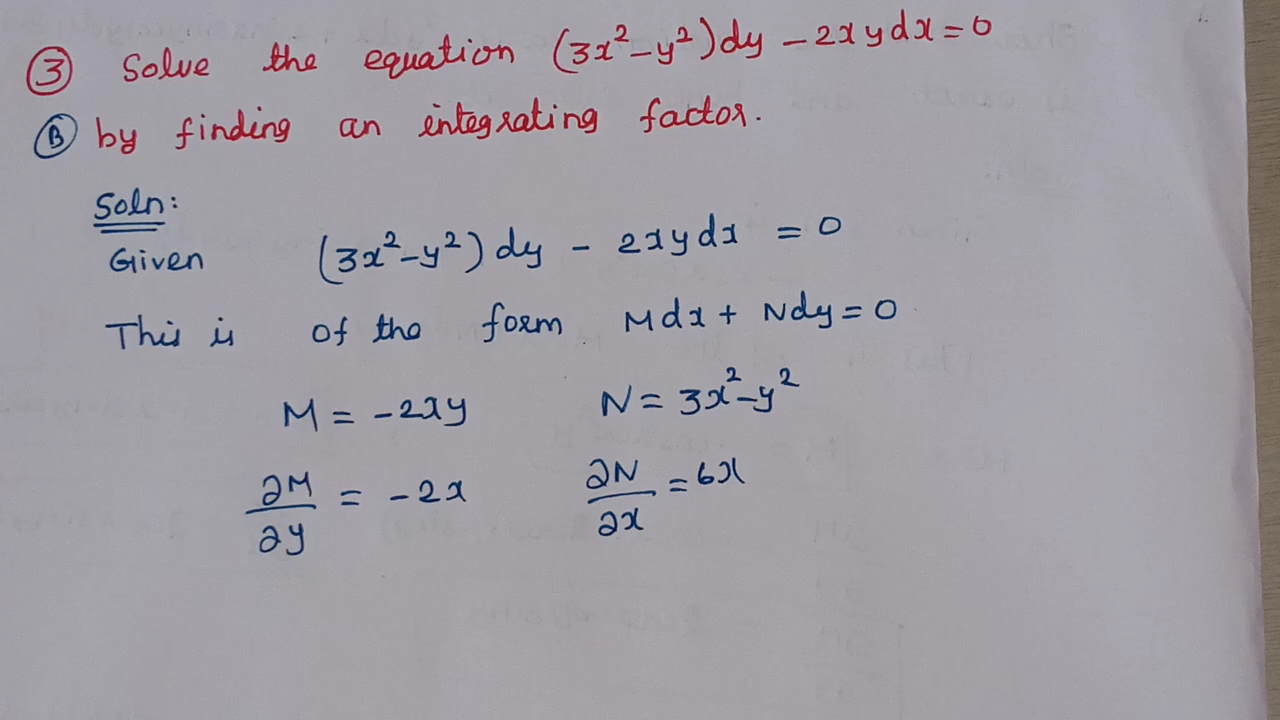 ③ Solve the equation (3x²-y²)dy - 2xydx = 0
Ⓑ by finding an integrating factor.
Soln:
Given (3x²-y²)dy - 2xydx = 0
This is of the form Mdx + Ndy = 0
M = -2xy N = 3x²-y²
∂M/∂y = -2x ∂N/∂x = 6x